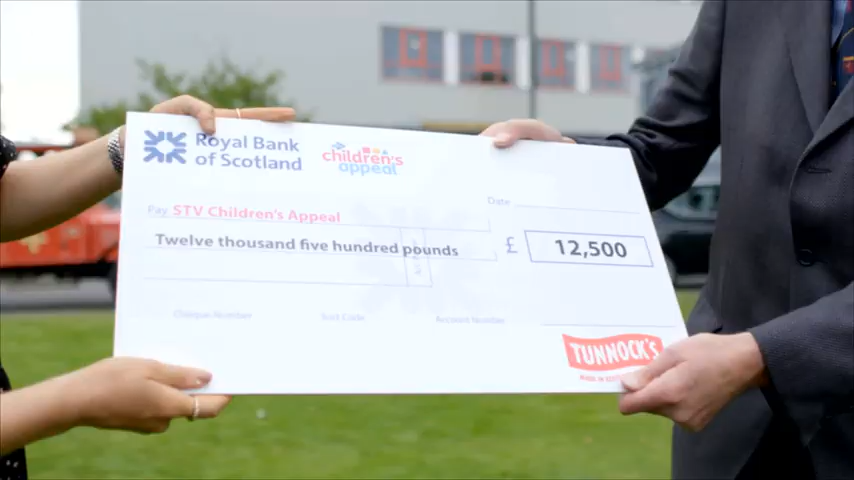 Royal Bank
of Scotland
children's
appeal
Date
Pay STV Children's Appeal
Twelve thousand five hundred pounds
£ 12,500
Cheque Number Sort Code Account Number
TUNNOCK'S